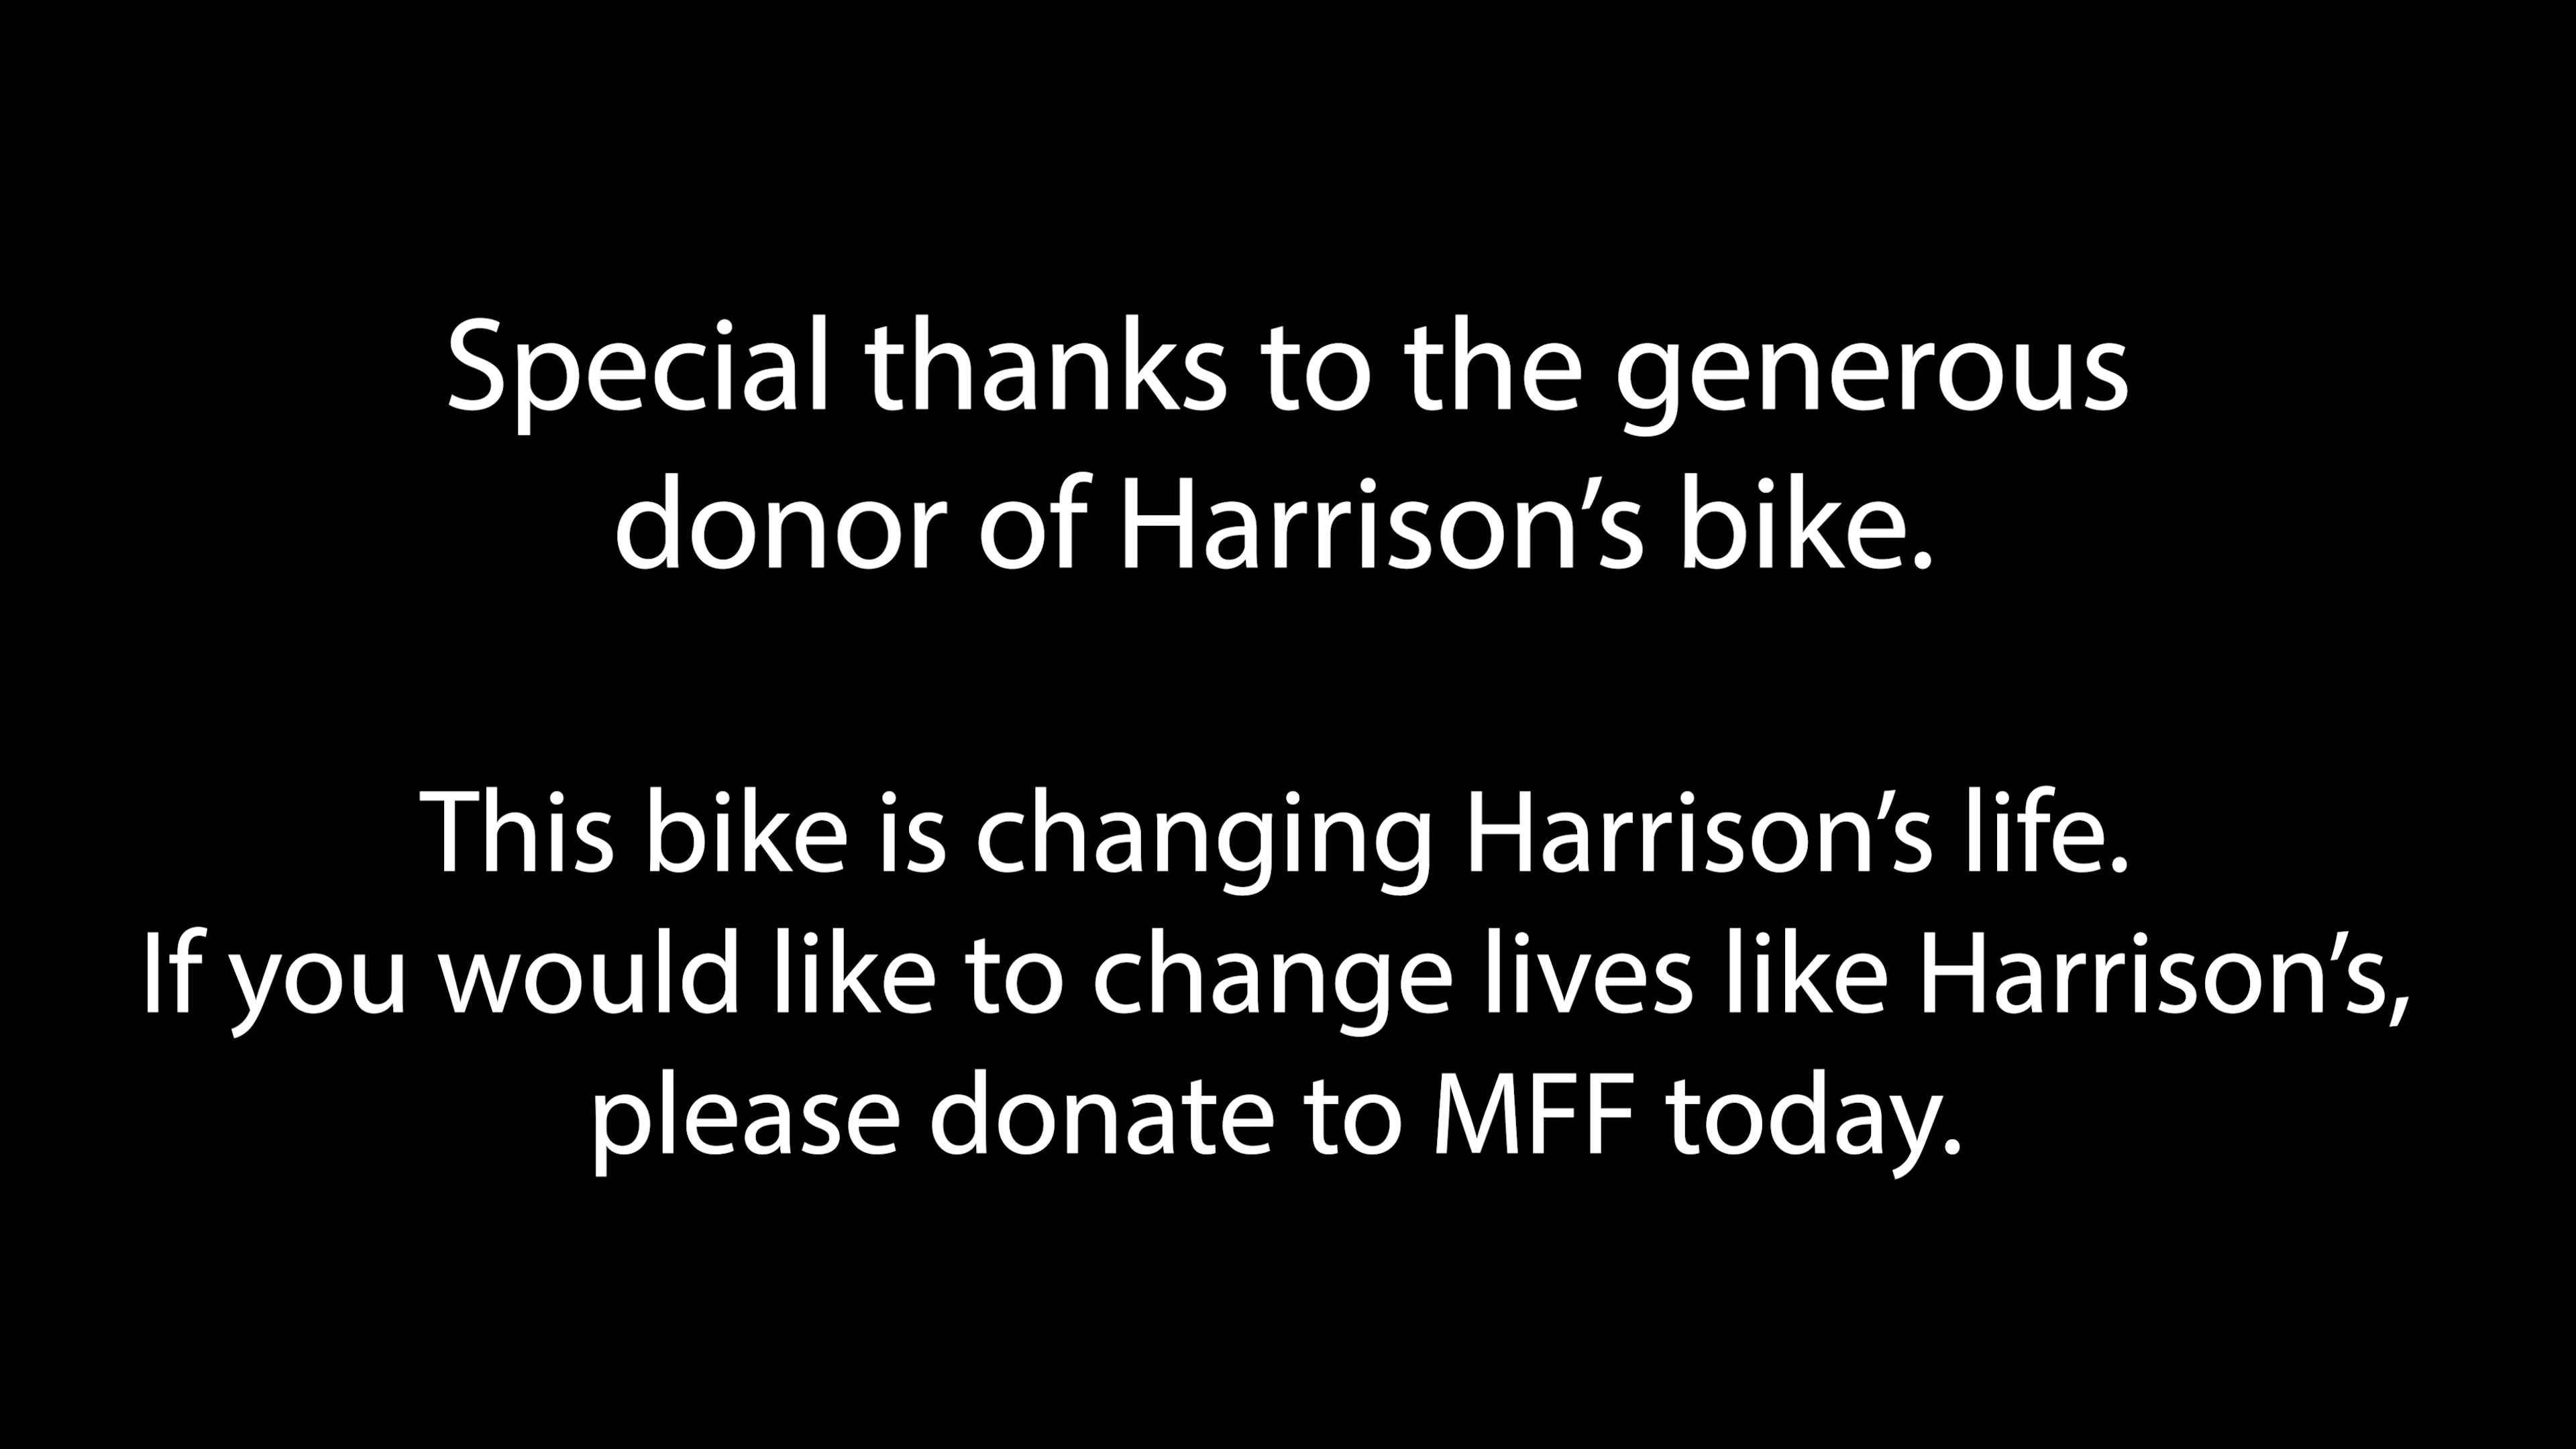 Special thanks to the generous
donor of Harrison’s bike.
This bike is changing Harrison’s life.
If you would like to change lives like Harrison’s,
please donate to MFF today.